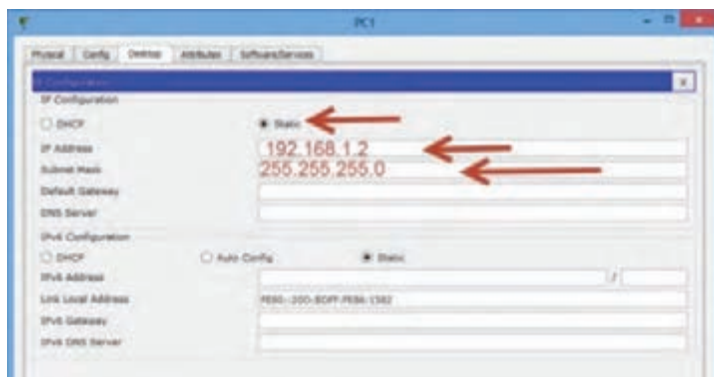 PC1
Physical Config Desktop Attributes Software/Services
IP Configuration
IP Configuration
DHCP Static
IP Address 192.168.1.2
Subnet Mask 255.255.255.0
Default Gateway
DNS Server
IPv6 Configuration
DHCP Auto Config Static
IPv6 Address /
Link Local Address
IPv6 Gateway
IPv6 DNS Server